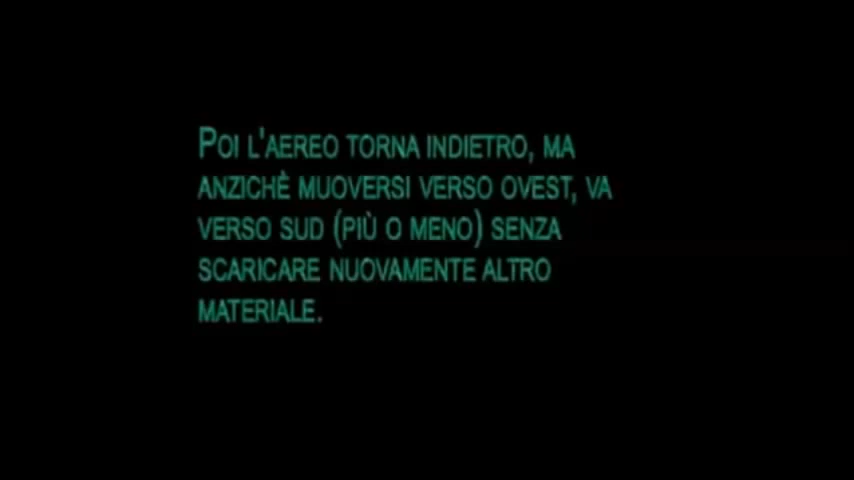 POI L'AEREO TORNA INDIETRO, MA
ANZICHÈ MUOVERSI VERSO OVEST, VA
VERSO SUD (PIÙ O MENO) SENZA
SCARICARE NUOVAMENTE ALTRO
MATERIALE.